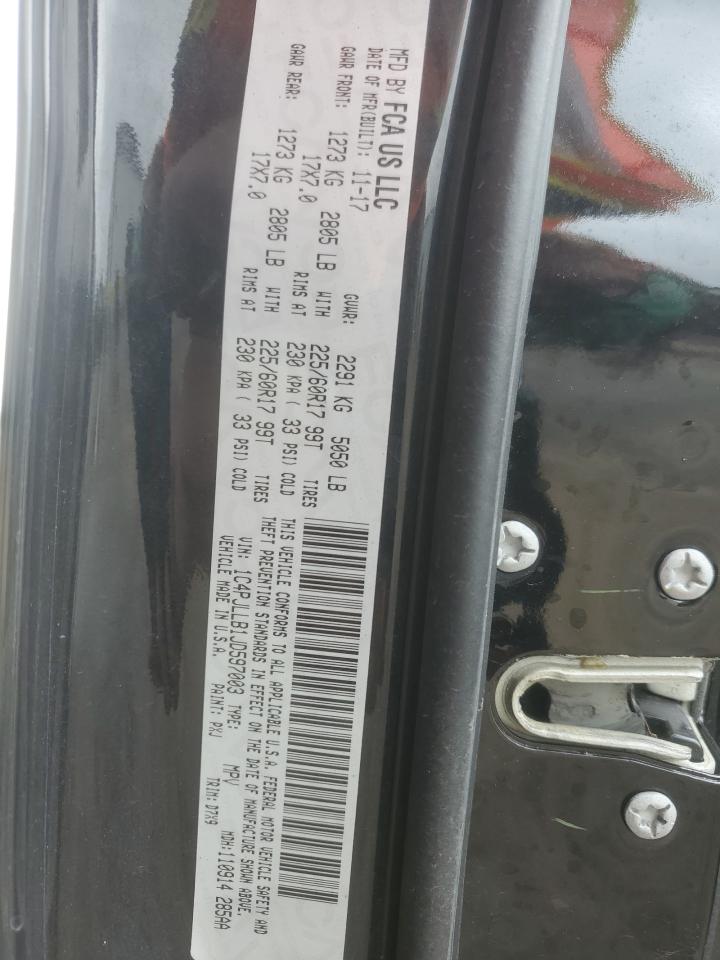 MFD BY FCA US LLC
DATE OF MFR(BUILT): 11-17 GVWR: 2291 KG 5050 LB
GAWR FRONT: 1273 KG 2805 LB WITH 225/60R17 99T TIRES
17X7.0 RIMS AT 230 KPA ( 33 PSI) COLD
GAWR REAR: 1273 KG 2805 LB WITH 225/60R17 99T TIRES
17X7.0 RIMS AT 230 KPA ( 33 PSI) COLD
THIS VEHICLE CONFORMS TO ALL APPLICABLE U.S.A. FEDERAL MOTOR VEHICLE SAFETY AND
THEFT PREVENTION STANDARDS IN EFFECT ON THE DATE OF MANUFACTURE SHOWN ABOVE.
VIN: 1C4PJLLB1JD597003 TYPE: MPV MDH:110914 285AA
VEHICLE MADE IN U.S.A. PAINT: PXJ TRIM: D7X9